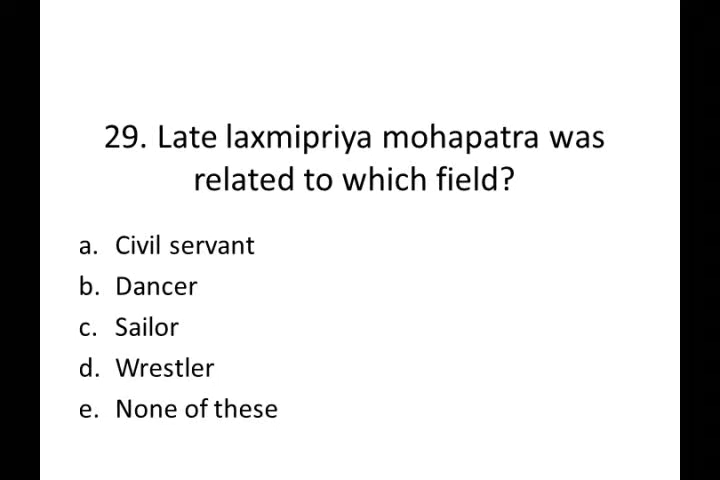 29. Late laxmipriya mohapatra was
related to which field?
a. Civil servant
b. Dancer
c. Sailor
d. Wrestler
e. None of these